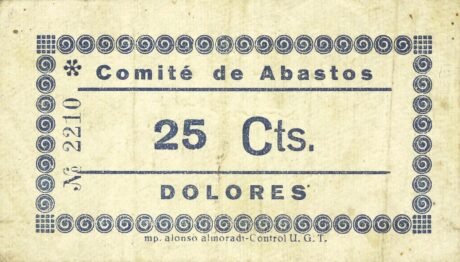 * Comité de Abastos
Nº 2210
25 Cts.
DOLORES
mp. alonso almoradi-Control U. G. T.